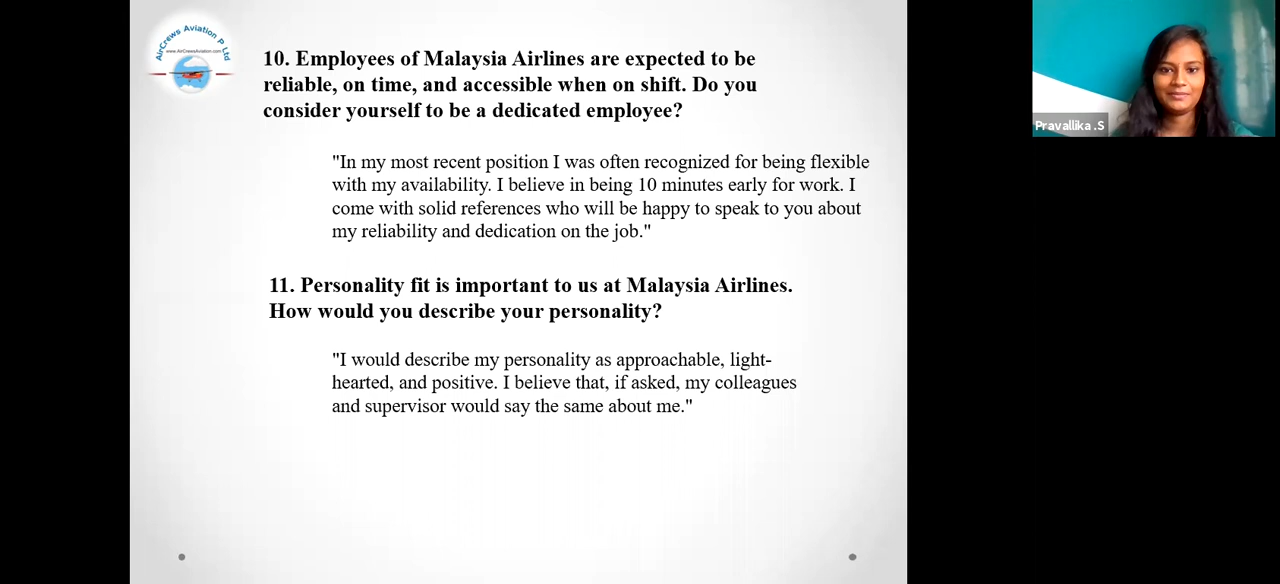 AirCrews Aviation P Ltd
www.AirCrewsAviation.com
10. Employees of Malaysia Airlines are expected to be
reliable, on time, and accessible when on shift. Do you
consider yourself to be a dedicated employee?
"In my most recent position I was often recognized for being flexible
with my availability. I believe in being 10 minutes early for work. I
come with solid references who will be happy to speak to you about
my reliability and dedication on the job."
11. Personality fit is important to us at Malaysia Airlines.
How would you describe your personality?
"I would describe my personality as approachable, light-
hearted, and positive. I believe that, if asked, my colleagues
and supervisor would say the same about me."
Pravallika .S